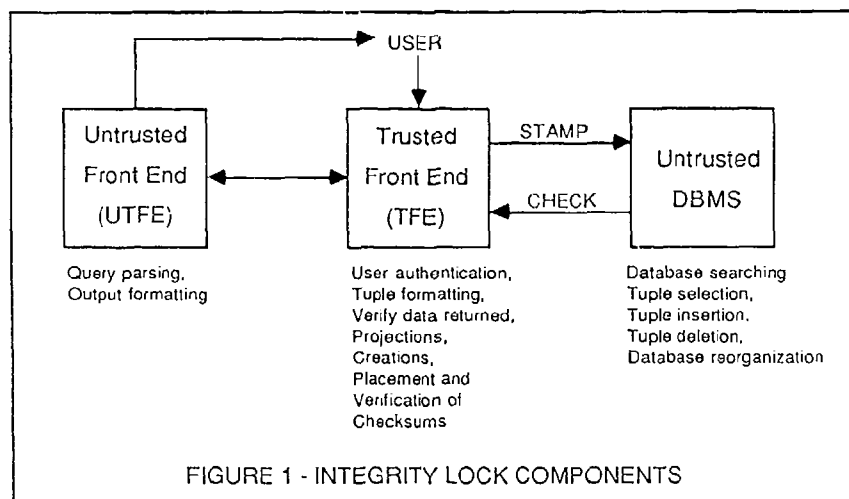 USER
Untrusted
Front End
(UTFE)
Trusted
Front End
(TFE)
STAMP
CHECK
Untrusted
DBMS
Query parsing,
Output formatting
User authentication,
Tuple formatting,
Verify data returned,
Projections,
Creations,
Placement and
Verification of
Checksums
Database searching
Tuple selection,
Tuple insertion,
Tuple deletion,
Database reorganization
FIGURE 1 - INTEGRITY LOCK COMPONENTS